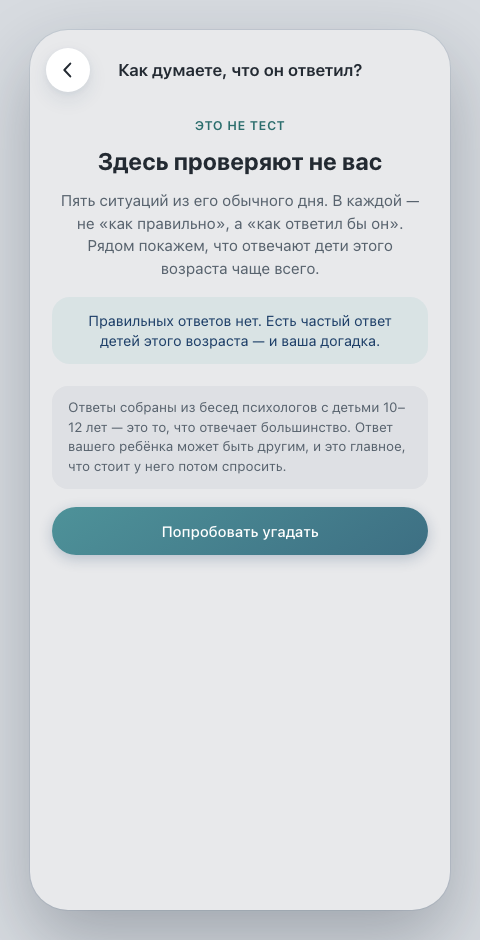 Как думаете, что он ответил?
ЭТО НЕ ТЕСТ
Здесь проверяют не вас
Пять ситуаций из его обычного дня. В каждой —
не «как правильно», а «как ответил бы он».
Рядом покажем, что отвечают дети этого
возраста чаще всего.
Правильных ответов нет. Есть частый ответ
детей этого возраста — и ваша догадка.
Ответы собраны из бесед психологов с детьми 10–
12 лет — это то, что отвечает большинство. Ответ
вашего ребёнка может быть другим, и это главное,
что стоит у него потом спросить.
Попробовать угадать